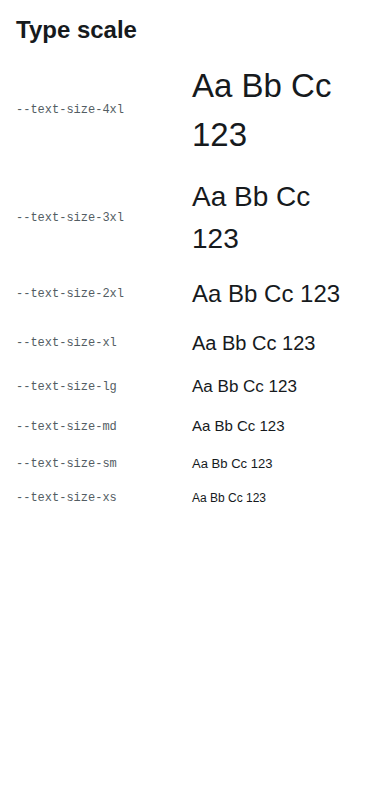 Type scale
--text-size-4xl
Aa Bb Cc
123
--text-size-3xl
Aa Bb Cc
123
--text-size-2xl
Aa Bb Cc 123
--text-size-xl
Aa Bb Cc 123
--text-size-lg
Aa Bb Cc 123
--text-size-md
Aa Bb Cc 123
--text-size-sm
Aa Bb Cc 123
--text-size-xs
Aa Bb Cc 123